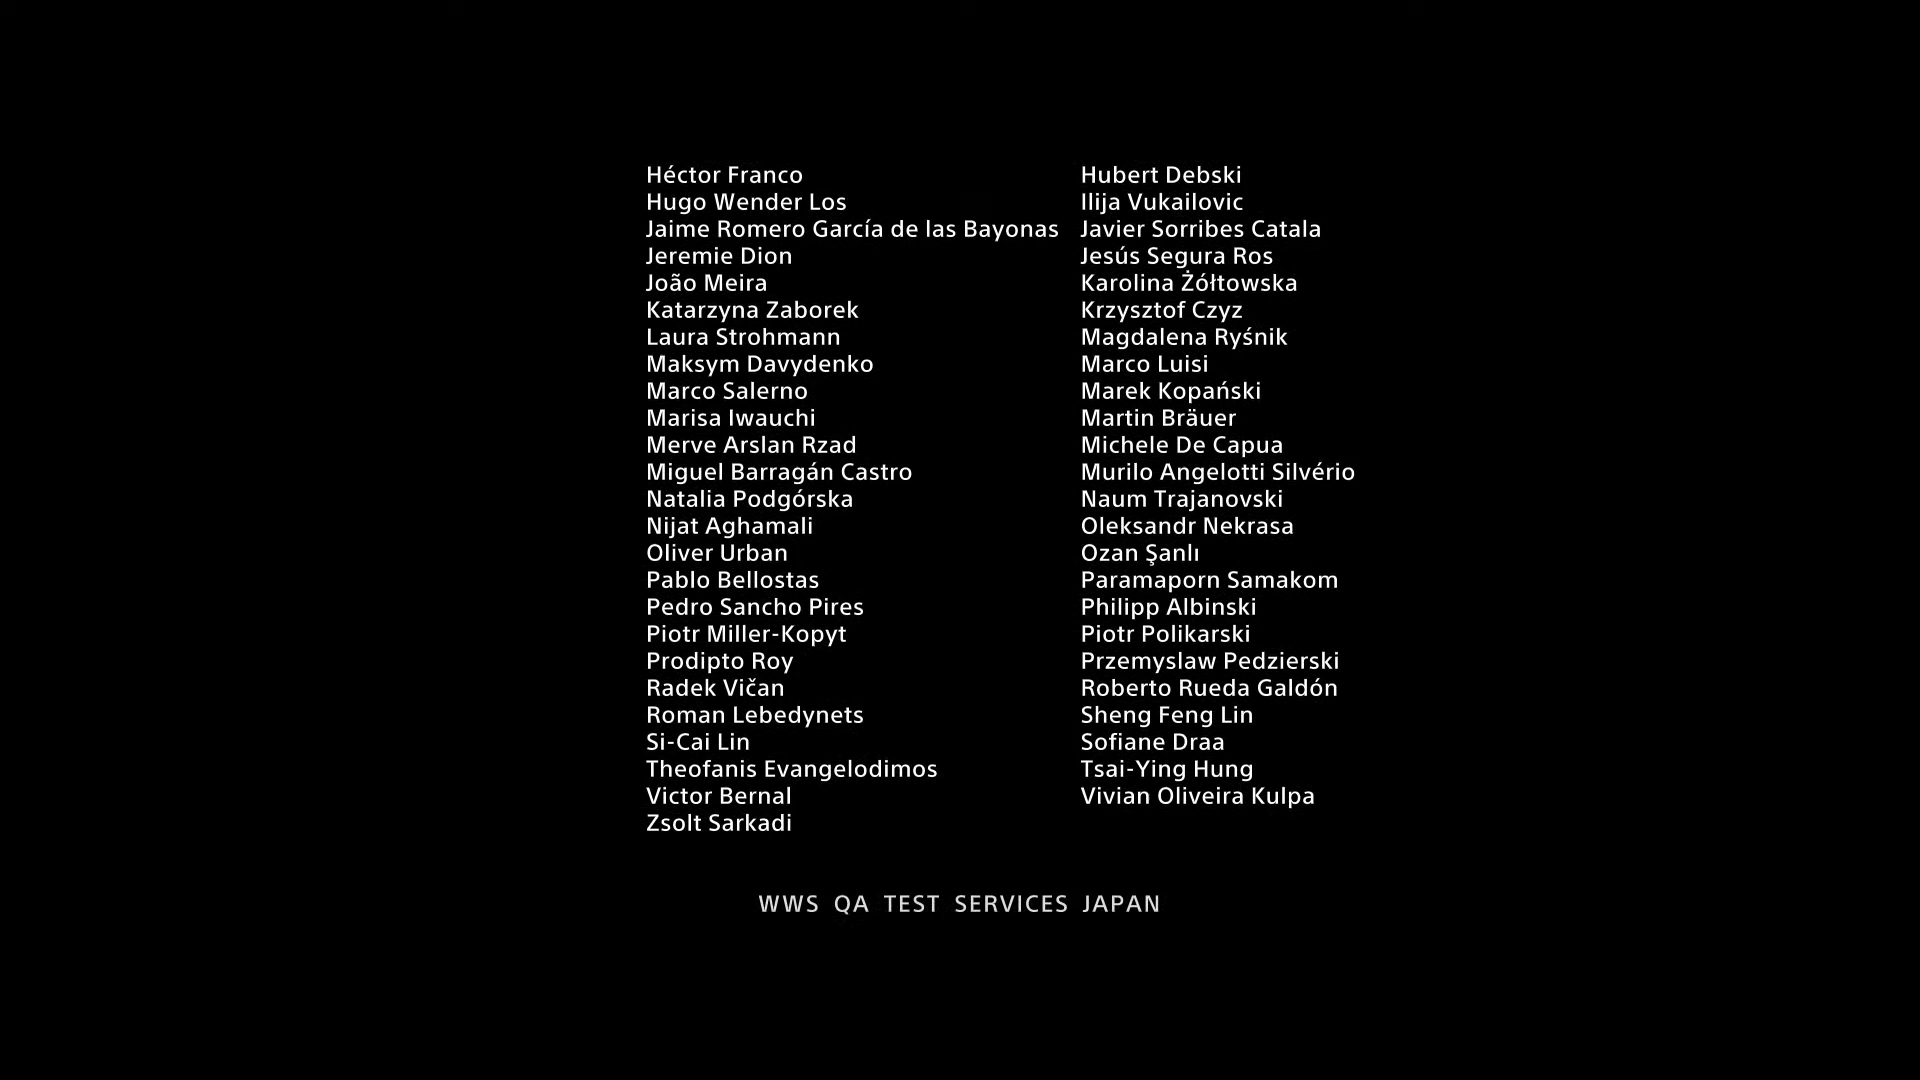 Héctor Franco Hubert Debski
Hugo Wender Los Ilija Vukailovic
Jaime Romero García de las Bayonas Javier Sorribes Catala
Jeremie Dion Jesús Segura Ros
João Meira Karolina Żółtowska
Katarzyna Zaborek Krzysztof Czyz
Laura Strohmann Magdalena Ryśnik
Maksym Davydenko Marco Luisi
Marco Salerno Marek Kopański
Marisa Iwauchi Martin Bräuer
Merve Arslan Rzad Michele De Capua
Miguel Barragán Castro Murilo Angelotti Silvério
Natalia Podgórska Naum Trajanovski
Nijat Aghamali Oleksandr Nekrasa
Oliver Urban Ozan Şanlı
Pablo Bellostas Paramaporn Samakom
Pedro Sancho Pires Philipp Albinski
Piotr Miller-Kopyt Piotr Polikarski
Prodipto Roy Przemyslaw Pedzierski
Radek Vičan Roberto Rueda Galdón
Roman Lebedynets Sheng Feng Lin
Si-Cai Lin Sofiane Draa
Theofanis Evangelodimos Tsai-Ying Hung
Victor Bernal Vivian Oliveira Kulpa
Zsolt Sarkadi
WWS QA TEST SERVICES JAPAN